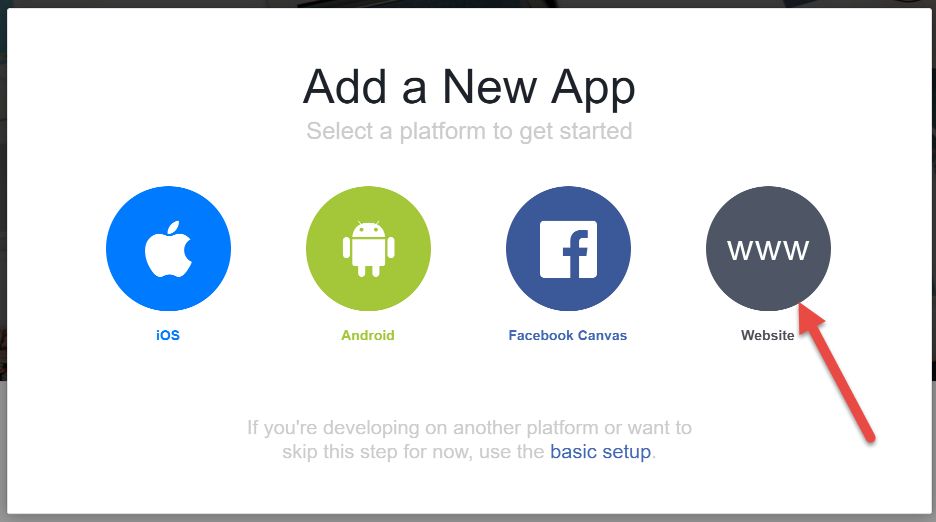 Add a New App
Select a platform to get started
www
iOS
Android
Facebook Canvas
Website
If you're developing on another platform or want to
skip this step for now, use the basic setup.